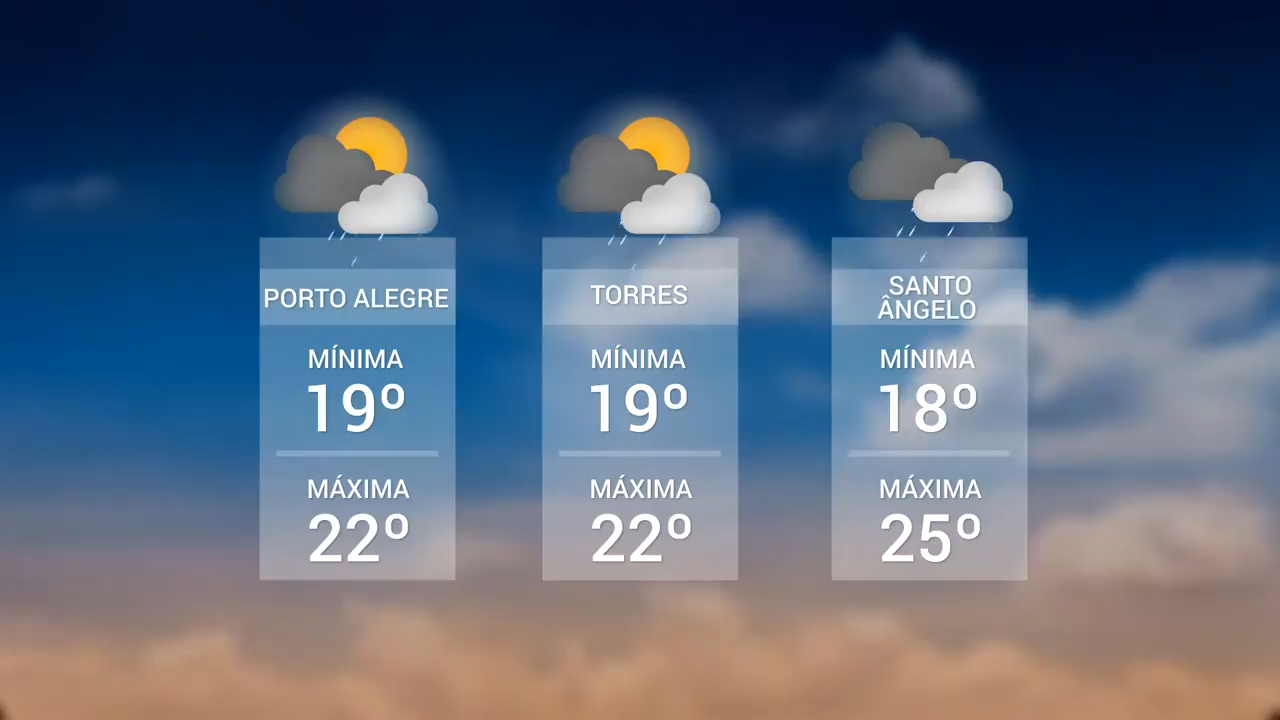 PORTO ALEGRE
MÍNIMA
19º
MÁXIMA
22º
TORRES
MÍNIMA
19º
MÁXIMA
22º
SANTO
ÂNGELO
MÍNIMA
18º
MÁXIMA
25º